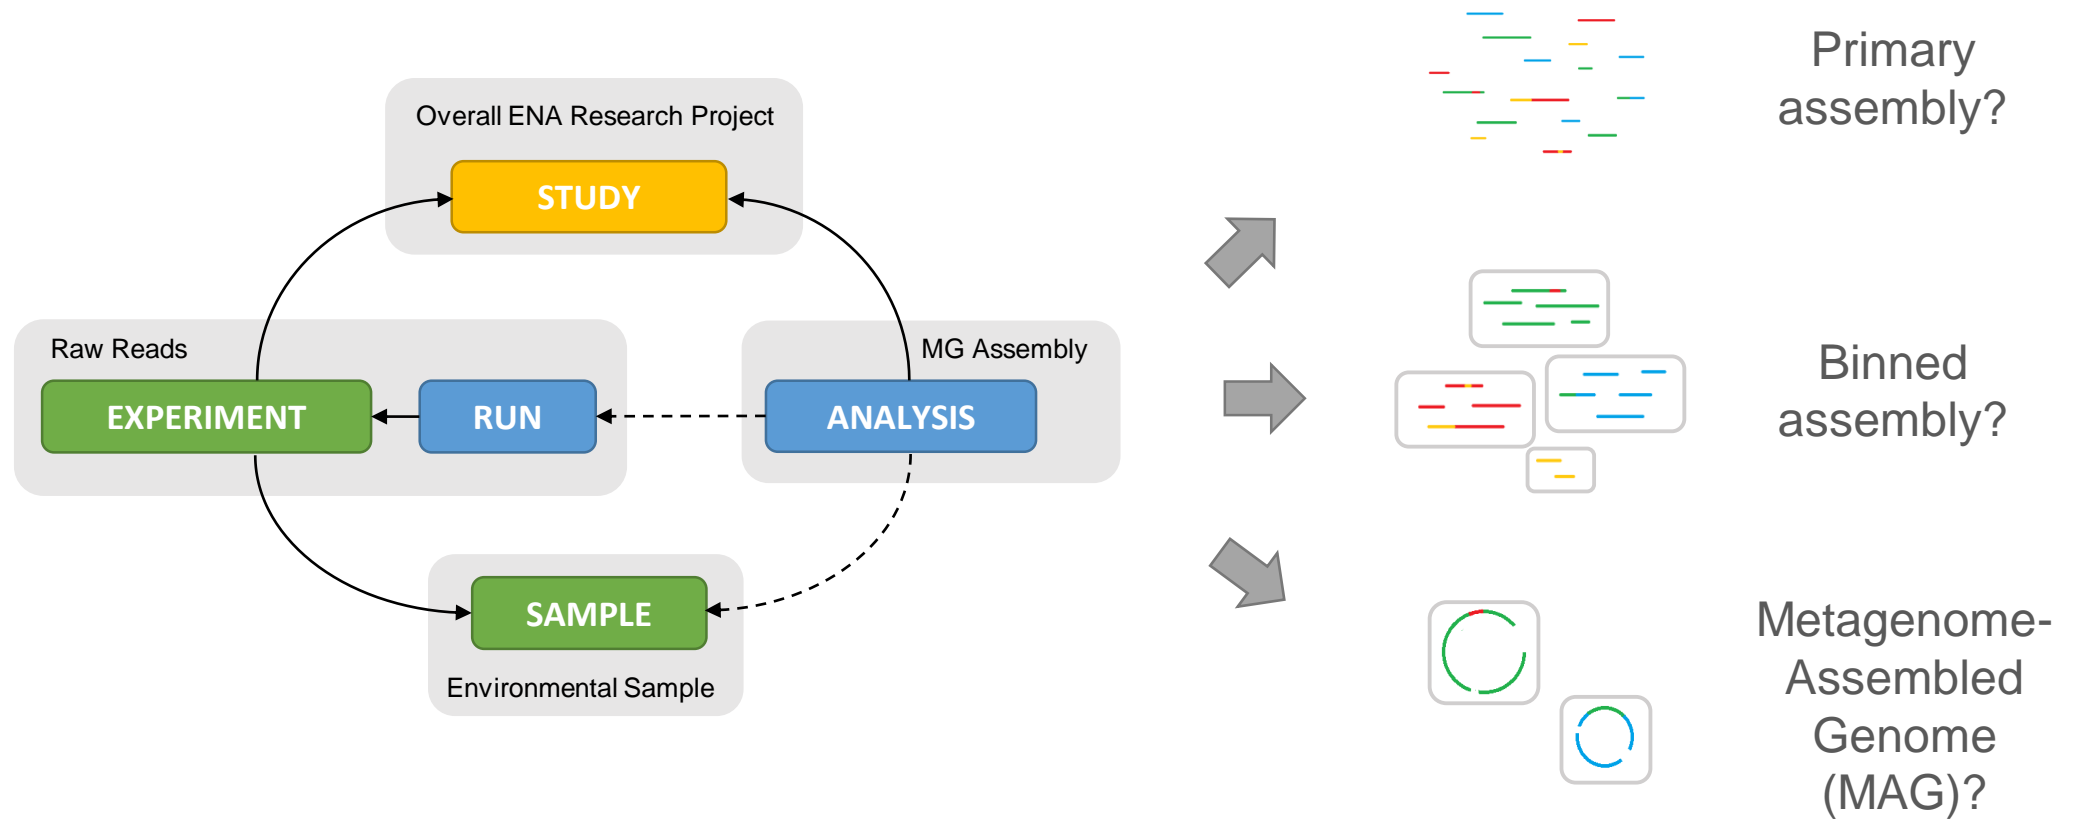 Overall ENA Research Project
STUDY
Raw Reads
EXPERIMENT
RUN
MG Assembly
ANALYSIS
SAMPLE
Environmental Sample
Primary
assembly?
Binned
assembly?
Metagenome-
Assembled
Genome
(MAG)?